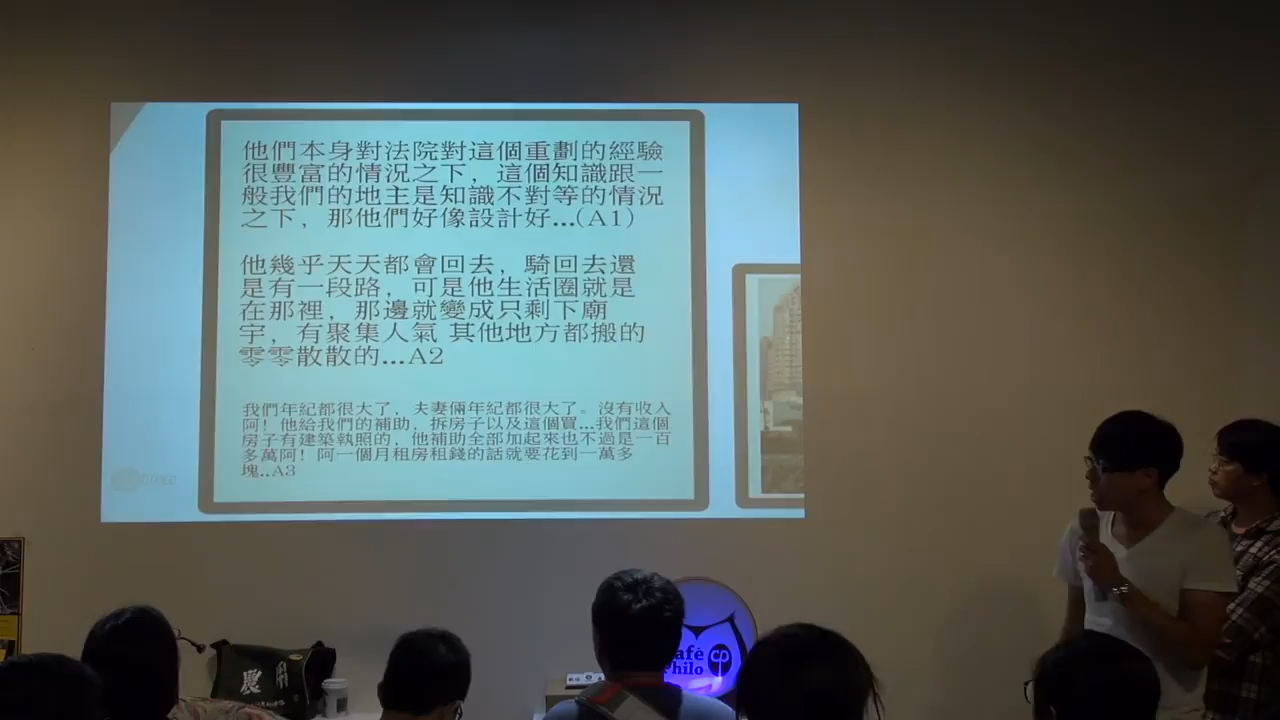 他們本身對法院對這個重劃的經驗
很豐富的情況之下，這個知識跟一
般我們的地主是知識不對等的情況
之下，那他們好像設計好...(A1)
他幾乎天天都會回去，騎回去還
是有一段路，可是他生活圈就是
在那裡，那邊就變成只剩下廟
宇，有聚集人氣 其他地方都搬的
零零散散的...A2
我們年紀都很大了，夫妻倆年紀都很大了。沒有收入
阿！他給我們的補助，拆房子以及這個買...我們這個
房子有建築執照的，他補助全部加起來也不過是一百
多萬阿！阿一個月租房租錢的話就要花到一萬多
塊..A3
afé
Philo
農